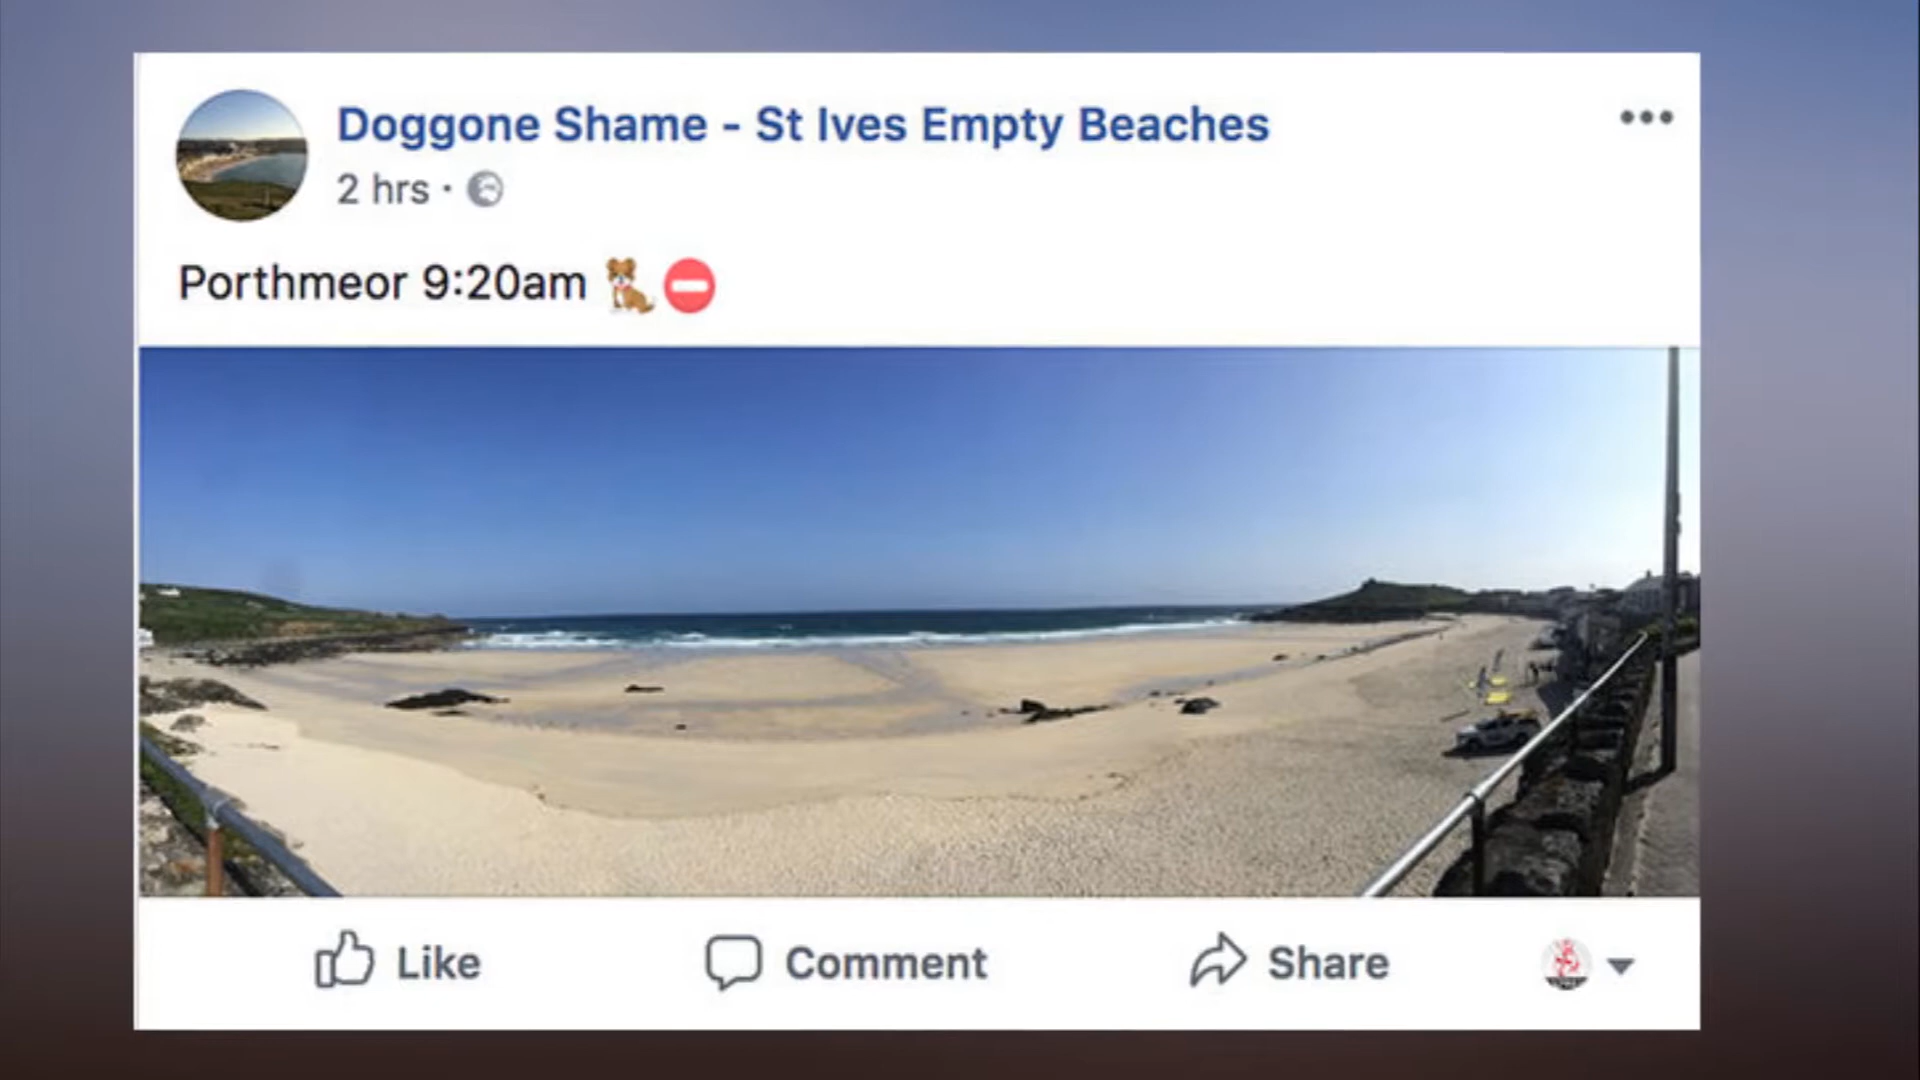 Doggone Shame - St Ives Empty Beaches
2 hrs ·
Porthmeor 9:20am 🐕⛔
Like
Comment
Share